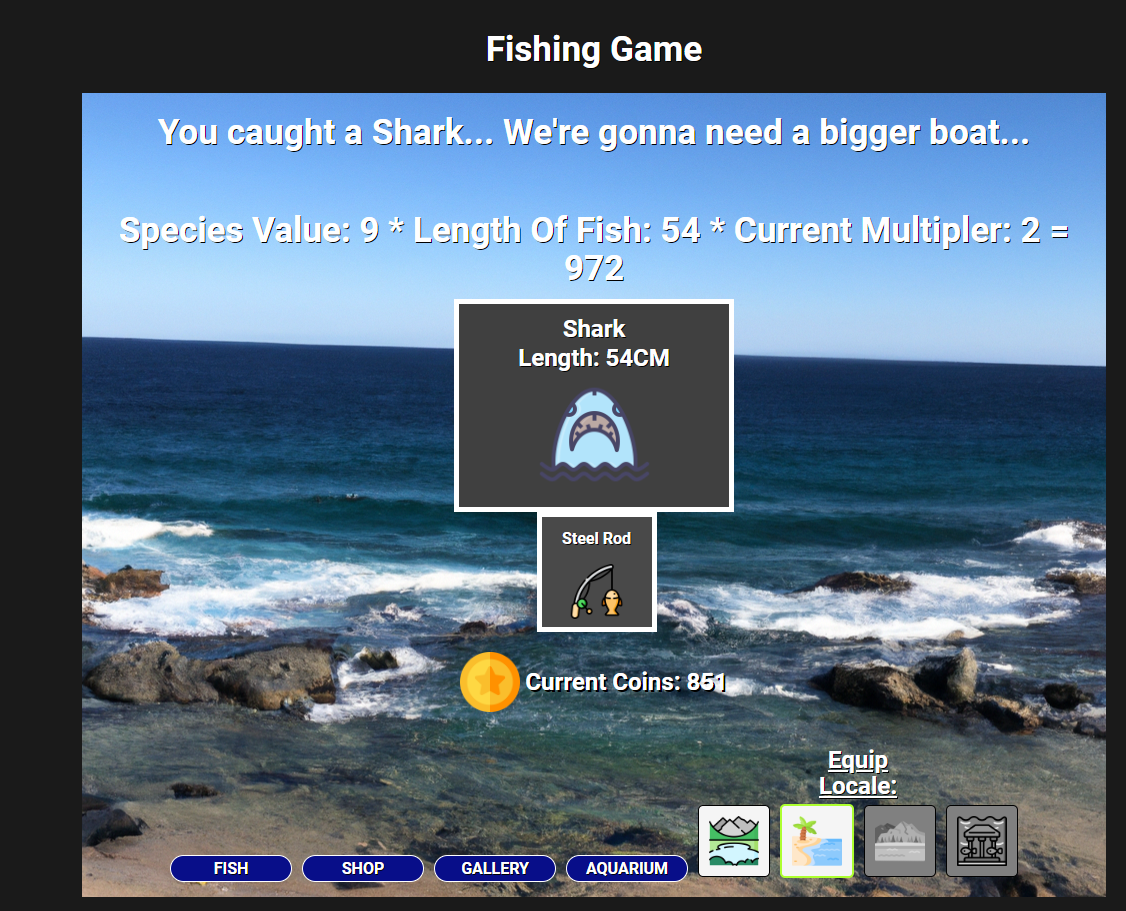 Fishing Game
You caught a Shark... We're gonna need a bigger boat...
Species Value: 9 * Length Of Fish: 54 * Current Multipler: 2 =
972
Shark
Length: 54CM
Steel Rod
Current Coins: 851
Equip
Locale:
FISH
SHOP
GALLERY
AQUARIUM